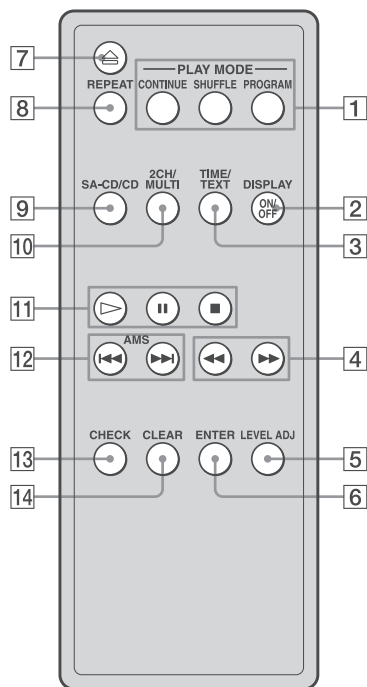 7
PLAY MODE
REPEAT CONTINUE SHUFFLE PROGRAM
8
1
SA-CD/CD 2CH/MULTI TIME/TEXT DISPLAY
ON/OFF
9
2
10
3
11
AMS
12
4
CHECK CLEAR ENTER LEVEL ADJ
13
5
14
6